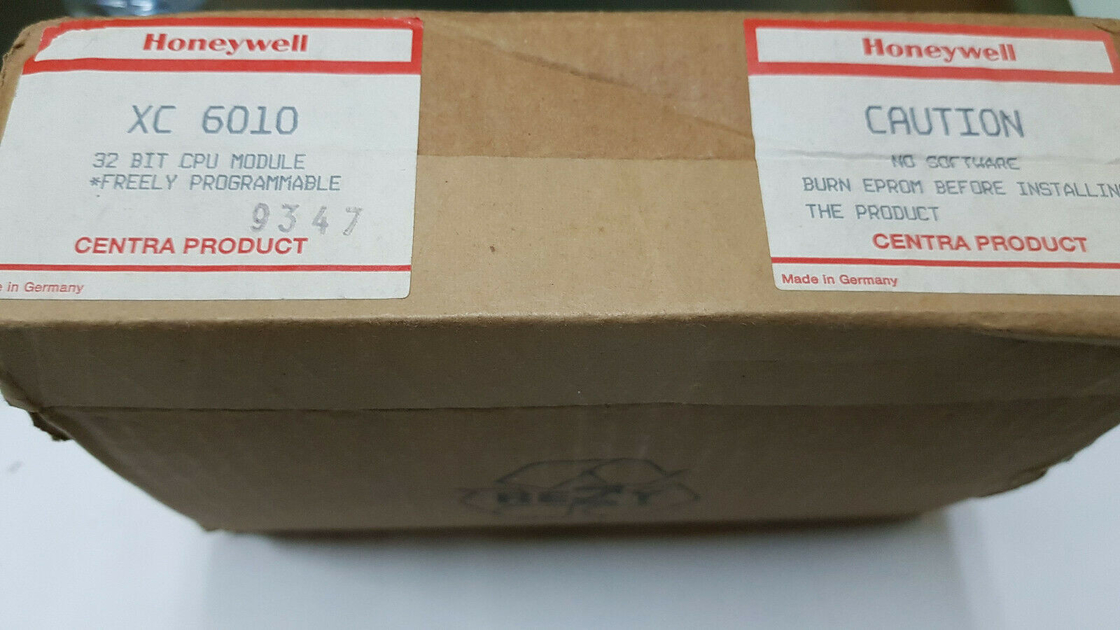 Honeywell
XC 6010
32 BIT CPU MODULE
*FREELY PROGRAMMABLE
9347
CENTRA PRODUCT
e in Germany
Honeywell
CAUTION
NO SOFTWARE
BURN EPROM BEFORE INSTALLIN
THE PRODUCT
CENTRA PRODUCT
Made in Germany